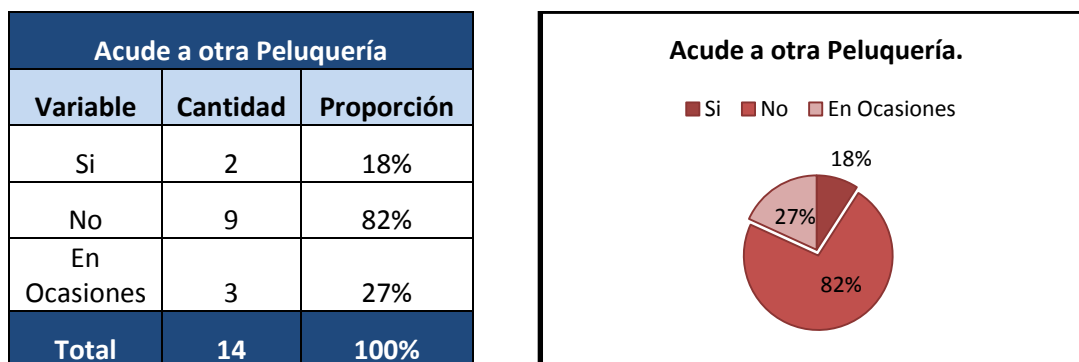 Acude a otra Peluquería
Variable Cantidad Proporción
Si 2 18%
No 9 82%
En
Ocasiones 3 27%
Total 14 100%
Acude a otra Peluquería.
Si No En Ocasiones
18%
27%
82%